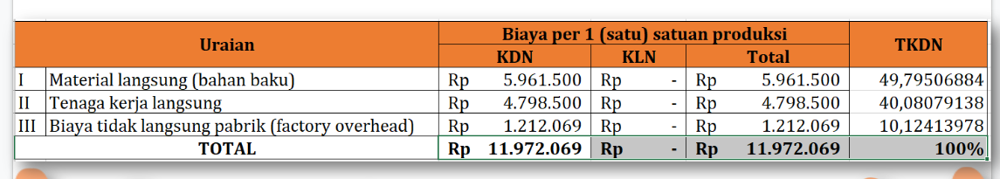 Uraian Biaya per 1 (satu) satuan produksi TKDN
KDN KLN Total
I Material langsung (bahan baku) Rp 5.961.500 Rp - Rp 5.961.500 49,79506884
II Tenaga kerja langsung Rp 4.798.500 Rp - Rp 4.798.500 40,08079138
III Biaya tidak langsung pabrik (factory overhead) Rp 1.212.069 Rp - Rp 1.212.069 10,12413978
TOTAL Rp 11.972.069 Rp - Rp 11.972.069 100%